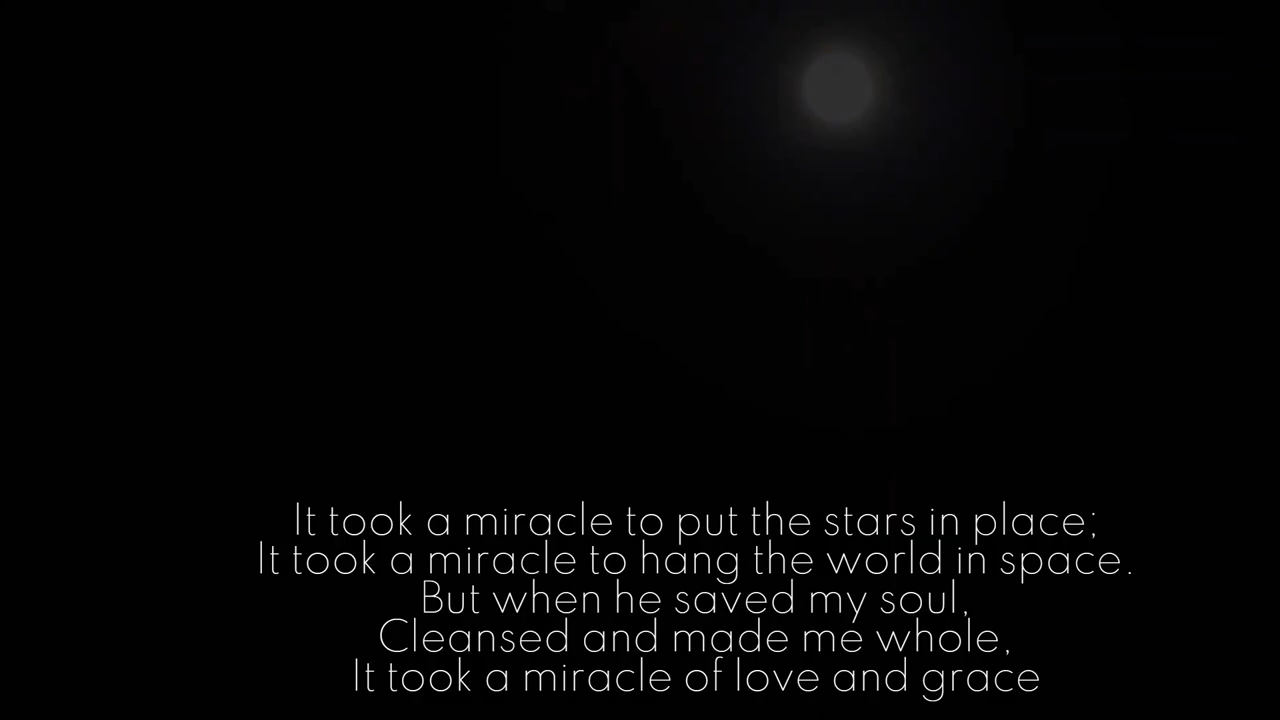 It took a miracle to put the stars in place;
It took a miracle to hang the world in space.
But when he saved my soul,
Cleansed and made me whole,
It took a miracle of love and grace